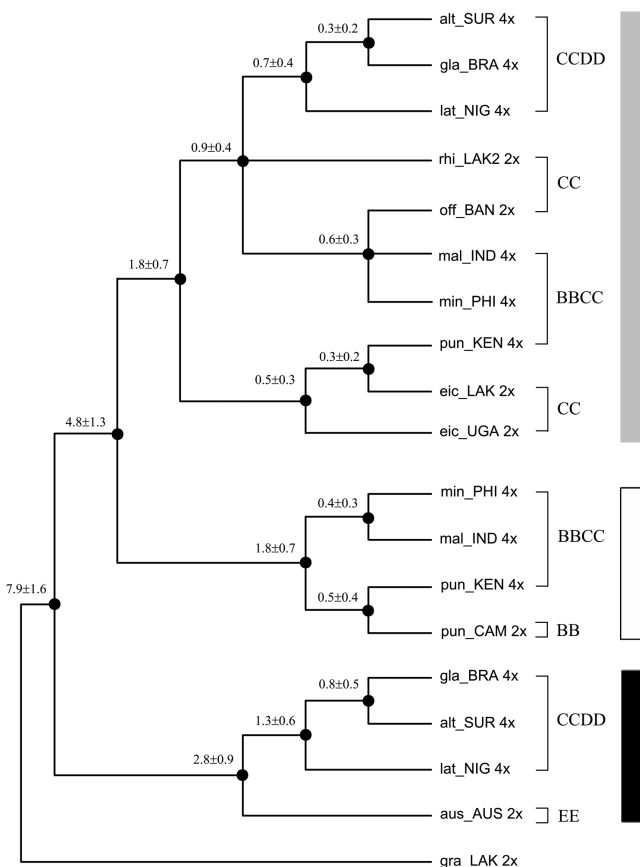 alt_SUR 4x
0.3±0.2
CCDD
gla_BRA 4x
0.7±0.4
lat_NIG 4x
0.9±0.4
rhi_LAK2 2x
CC
off_BAN 2x
0.6±0.3
mal_IND 4x
1.8±0.7
BBCC
min_PHI 4x
pun_KEN 4x
0.3±0.2
0.5±0.3
eic_LAK 2x
CC
4.8±1.3
eic_UGA 2x
min_PHI 4x
0.4±0.3
BBCC
mal_IND 4x
1.8±0.7
pun_KEN 4x
7.9±1.6
0.5±0.4
pun_CAM 2x
BB
gla_BRA 4x
0.8±0.5
CCDD
alt_SUR 4x
1.3±0.6
2.8±0.9
lat_NIG 4x
aus_AUS 2x
EE
gra_LAK 2x